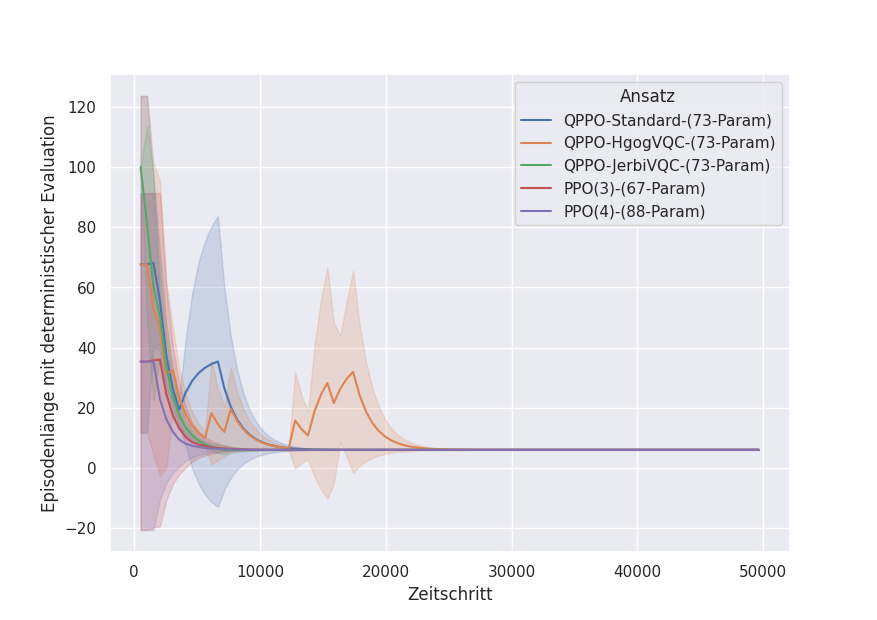 Episodenlänge mit deterministischer Evaluation
120
100
80
60
40
20
0
−20
0
10000
20000
30000
40000
50000
Zeitschritt
Ansatz
QPPO-Standard-(73-Param)
QPPO-HgogVQC-(73-Param)
QPPO-JerbiVQC-(73-Param)
PPO(3)-(67-Param)
PPO(4)-(88-Param)